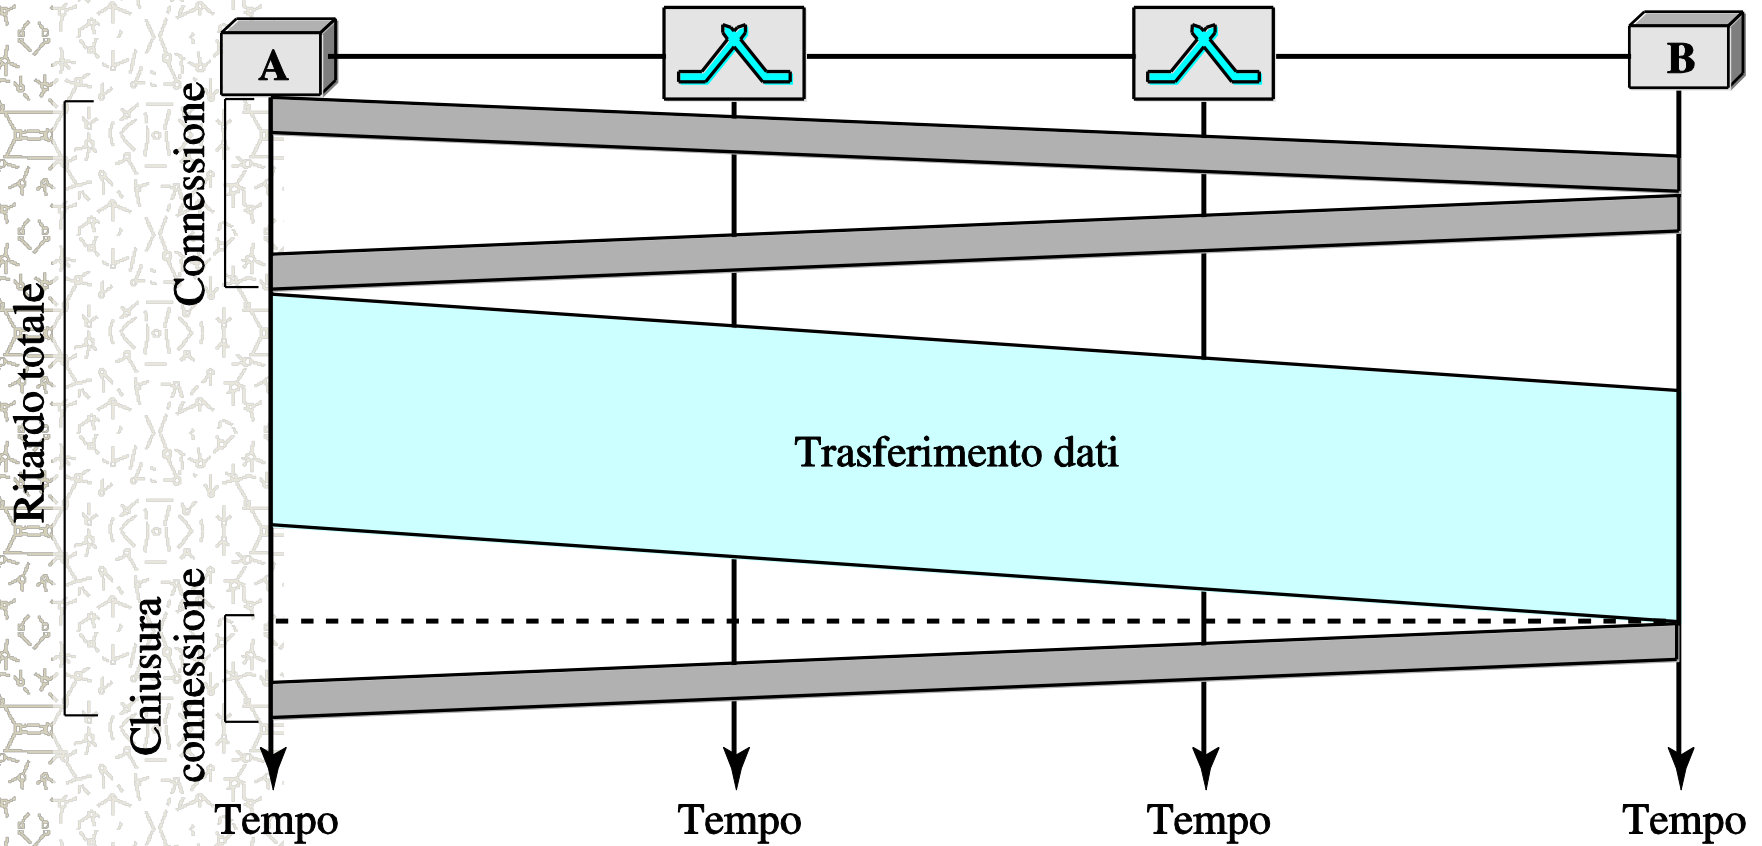 A
B
Connessione
Ritardo totale
Trasferimento dati
Chiusura
connessione
Tempo
Tempo
Tempo
Tempo